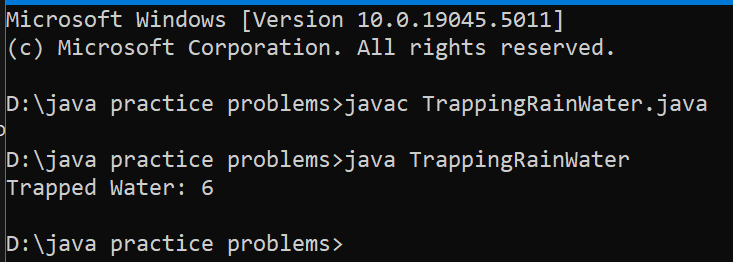 Microsoft Windows [Version 10.0.19045.5011]
(c) Microsoft Corporation. All rights reserved.
D:\java practice problems>javac TrappingRainWater.java
D:\java practice problems>java TrappingRainWater
Trapped Water: 6
D:\java practice problems>